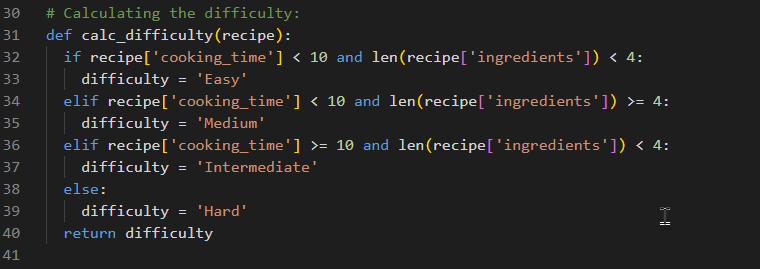 30 # Calculating the difficulty:
31 def calc_difficulty(recipe):
32   if recipe['cooking_time'] < 10 and len(recipe['ingredients']) < 4:
33     difficulty = 'Easy'
34   elif recipe['cooking_time'] < 10 and len(recipe['ingredients']) >= 4:
35     difficulty = 'Medium'
36   elif recipe['cooking_time'] >= 10 and len(recipe['ingredients']) < 4:
37     difficulty = 'Intermediate'
38   else:
39     difficulty = 'Hard'
40   return difficulty
41